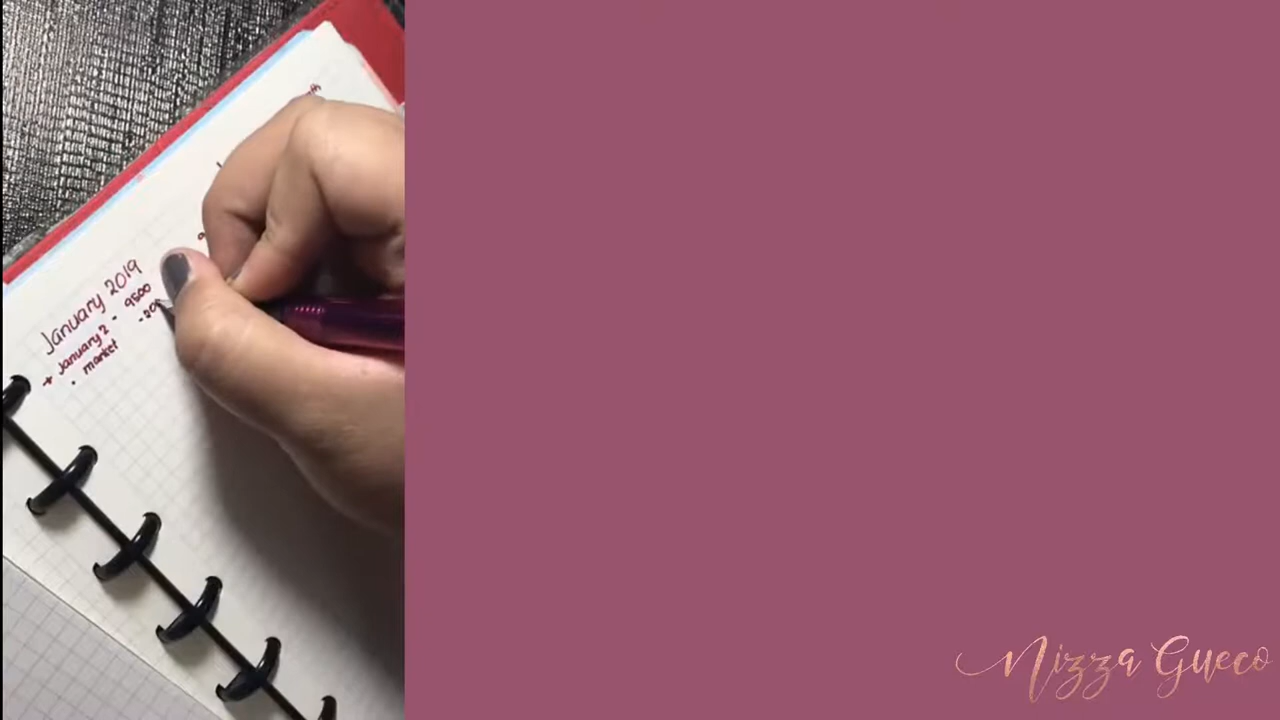 January 2019
+ January 2 • 9500
• market
Nizza Gueco